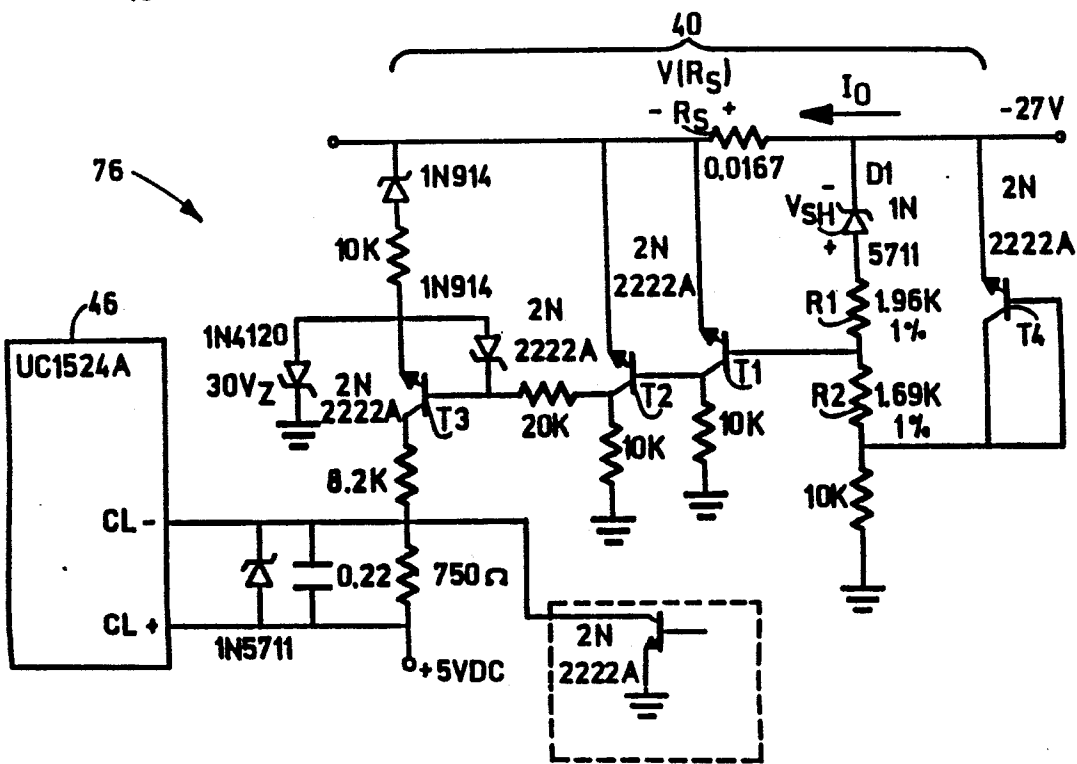 40
V(RS)
- RS +
IO
-27V
0,0167
76
1N914
D1
VSH
-
+
1N
5711
2N
2222A
10K
2N
2222A
1N914
R1
1.96K
1%
T4
46
1N4120
30VZ
2N
2222A
UC1524A
2N
2222A
T3
T2
T1
R2
1.69K
1%
20K
10K
10K
8.2K
10K
CL -
0,22
750Ω
CL +
1N5711
+5VDC
2N
2222A